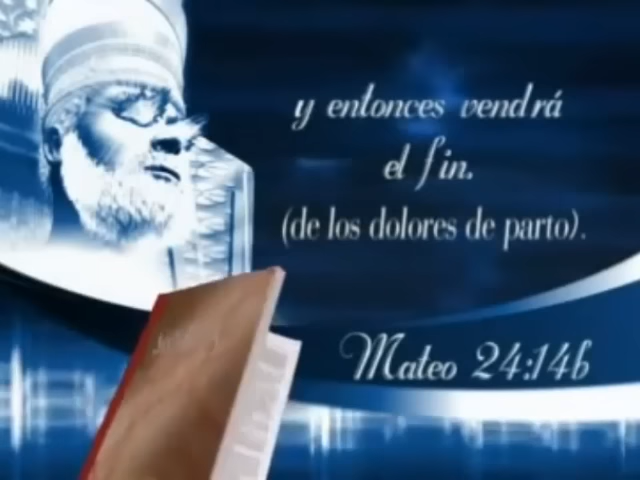 y entonces vendrá
el fin.
(de los dolores de parto).
Mateo 24:14b